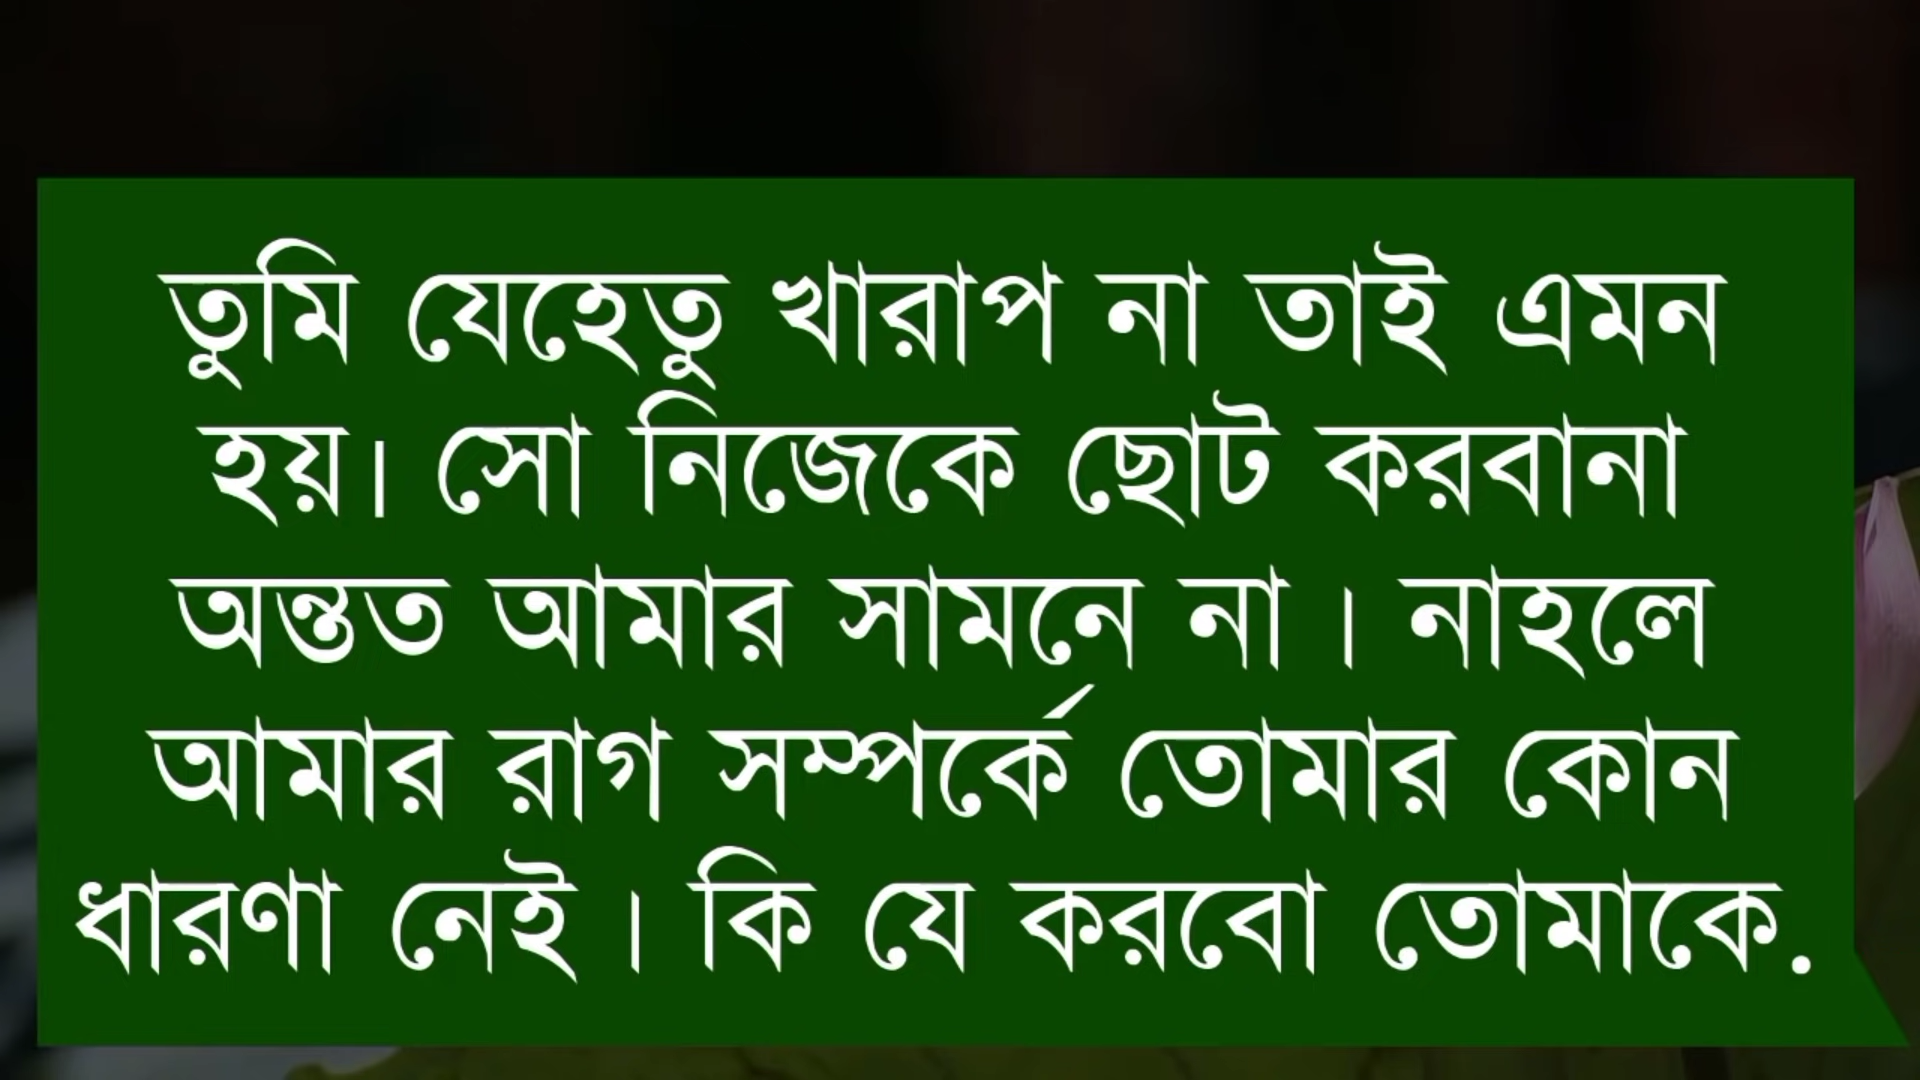 তুমি যেহেতু খারাপ না তাই এমন
হয়। সো নিজেকে ছোট করবানা
অন্তত আমার সামনে না । নাহলে
আমার রাগ সম্পর্কে তোমার কোন
ধারণা নেই । কি যে করবো তোমাকে.